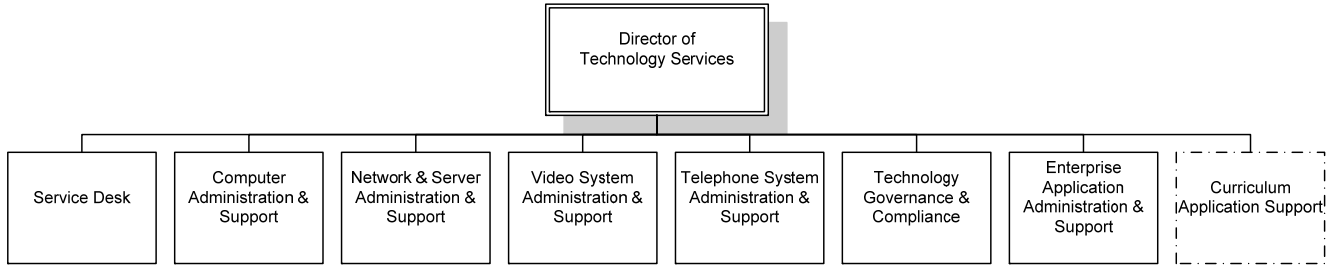 Director of
Technology Services
Service Desk
Computer
Administration &
Support
Network & Server
Administration &
Support
Video System
Administration &
Support
Telephone System
Administration &
Support
Technology
Governance &
Compliance
Enterprise
Application
Administration &
Support
Curriculum
Application Support